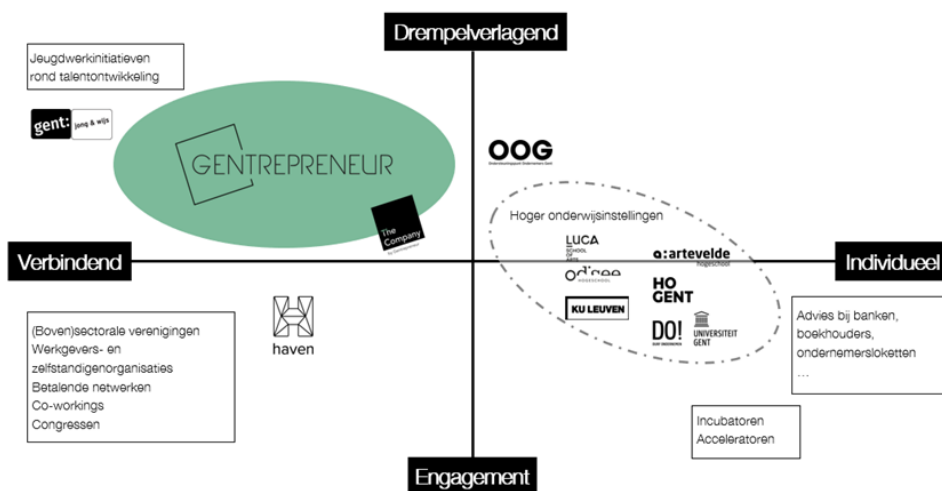 Drempelverlagend
Jeugdwerkinitiatieven
rond talentontwikkeling
gent:
jong & wijs
GENTREPRENEUR
The
Company
OOG
Hoger onderwijsinstellingen
LUCA
SCHOOL
OF
ARTS
a:artevelde
hogeschool
Verbindend
Individueel
Odisee
HOGESCHOOL
HO
GENT
KU LEUVEN
DO!
UNIVERSITEIT
GENT
haven
(Boven)sectorale verenigingen
Werkgevers- en
zelfstandigenorganisaties
Betalende netwerken
Co-workings
Congressen
Advies bij banken,
boekhouders,
ondernemersloketten
...
Incubatoren
Acceleratoren
Engagement